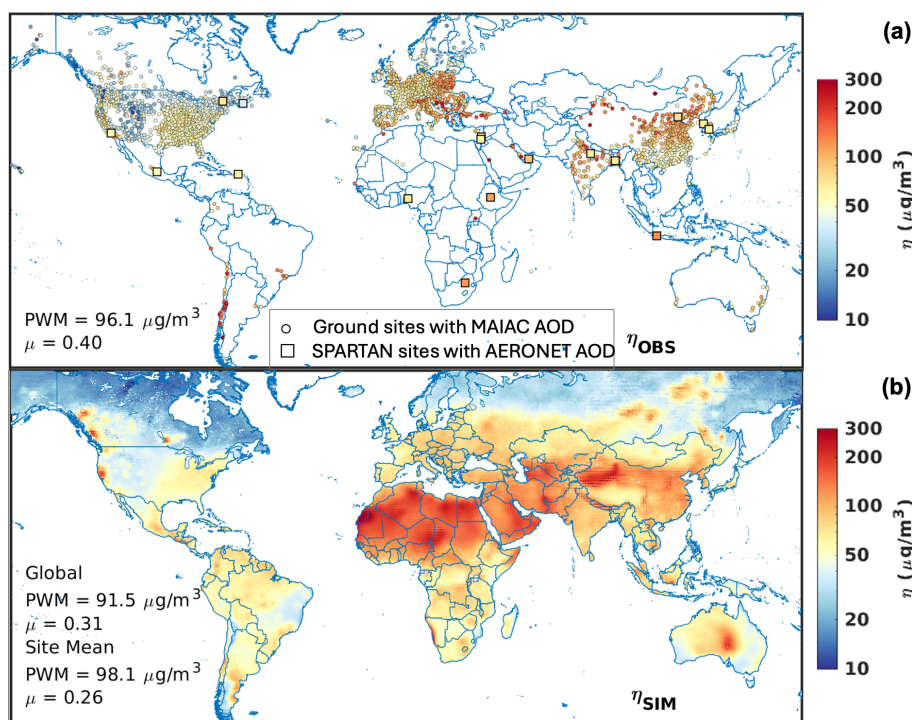 (a)
300
200
100
50
20
10
η ( μg/m³ )
PWM = 96.1 μg/m³
μ = 0.40
Ground sites with MAIAC AOD
SPARTAN sites with AERONET AOD
ηOBS
(b)
300
200
100
50
20
10
η ( μg/m³ )
Global
PWM = 91.5 μg/m³
μ = 0.31
Site Mean
PWM = 98.1 μg/m³
μ = 0.26
ηSIM